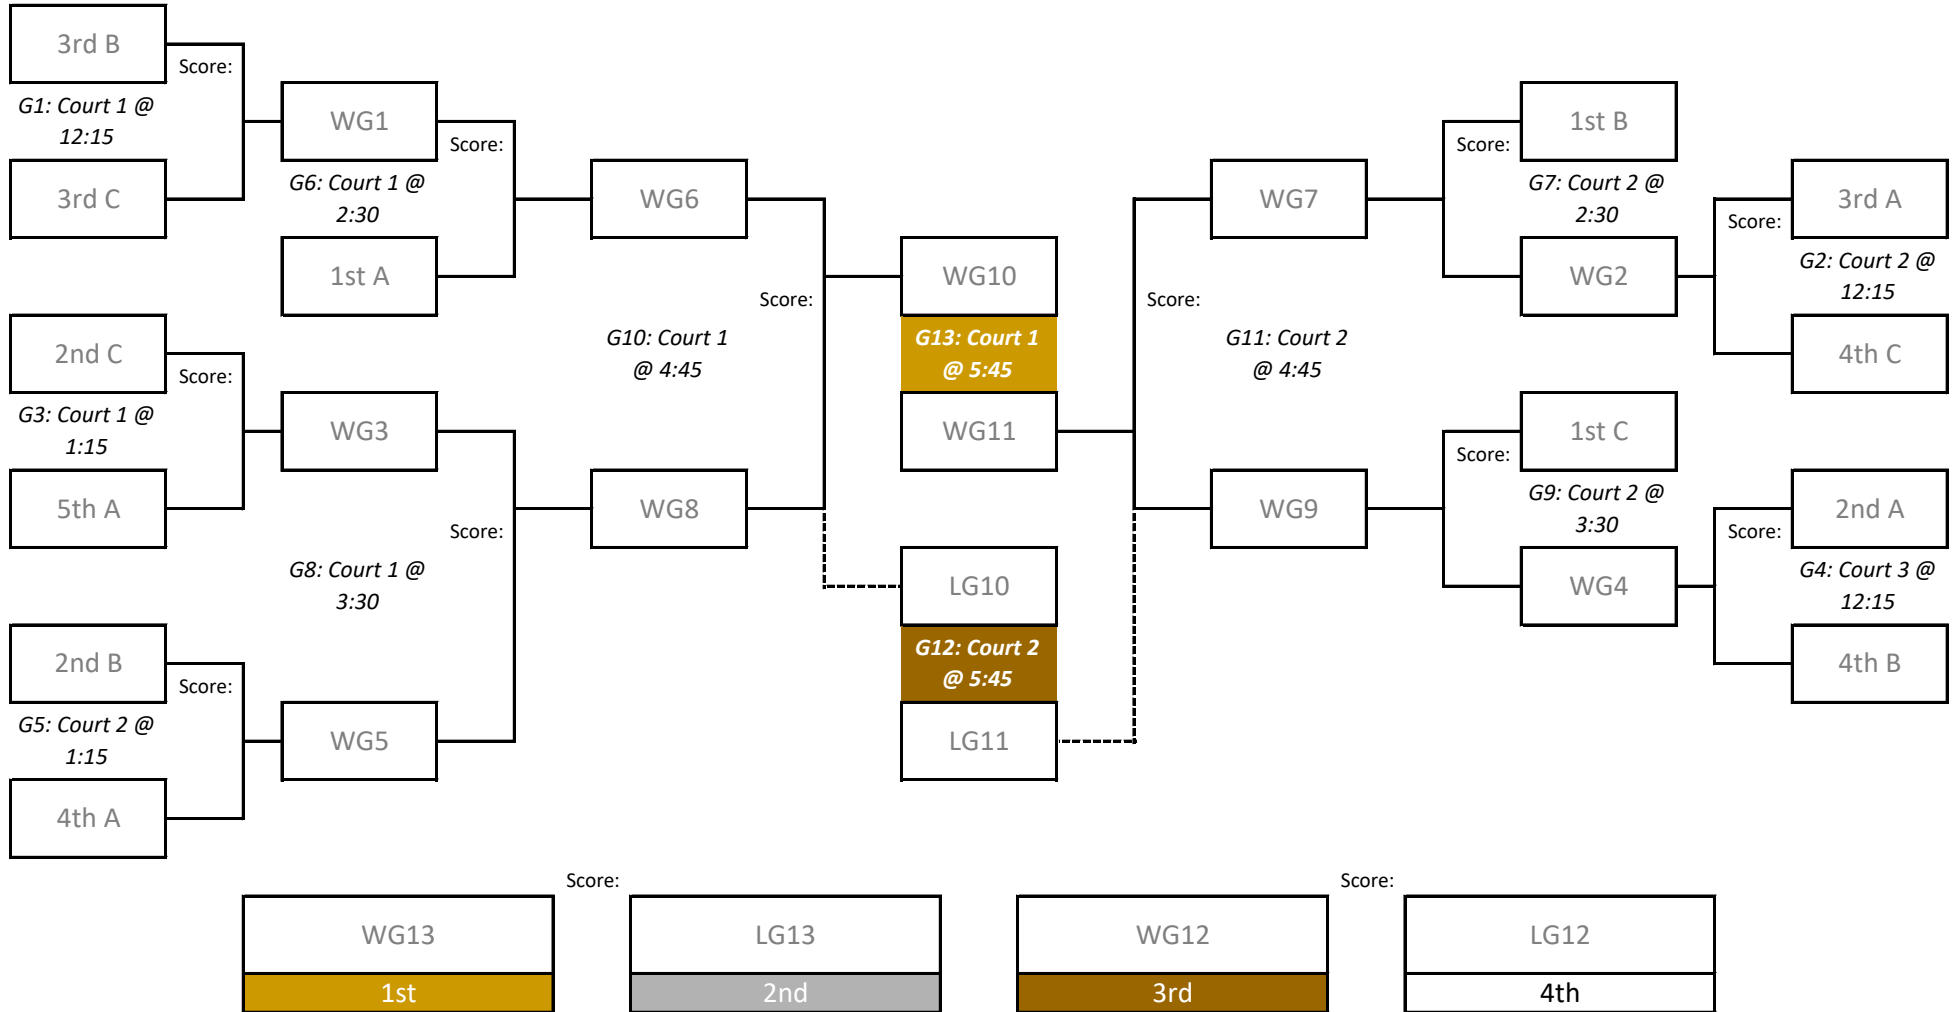 3rd B
Score:
G1: Court 1 @
12:15
3rd C
WG1
Score:
G6: Court 1 @
2:30
1st A
2nd C
Score:
G3: Court 1 @
1:15
5th A
WG3
Score:
G8: Court 1 @
3:30
2nd B
Score:
G5: Court 2 @
1:15
4th A
WG5
WG6
Score:
G10: Court 1
@ 4:45
WG8
WG10
G13: Court 1
@ 5:45
WG11
LG10
G12: Court 2
@ 5:45
LG11
WG7
Score:
G11: Court 2
@ 4:45
WG9
1st B
Score:
G7: Court 2 @
2:30
WG2
3rd A
Score:
G2: Court 2 @
12:15
4th C
1st C
Score:
G9: Court 2 @
3:30
WG4
2nd A
Score:
G4: Court 3 @
12:15
4th B
Score:
Score:
WG13
LG13
WG12
LG12
1st
2nd
3rd
4th